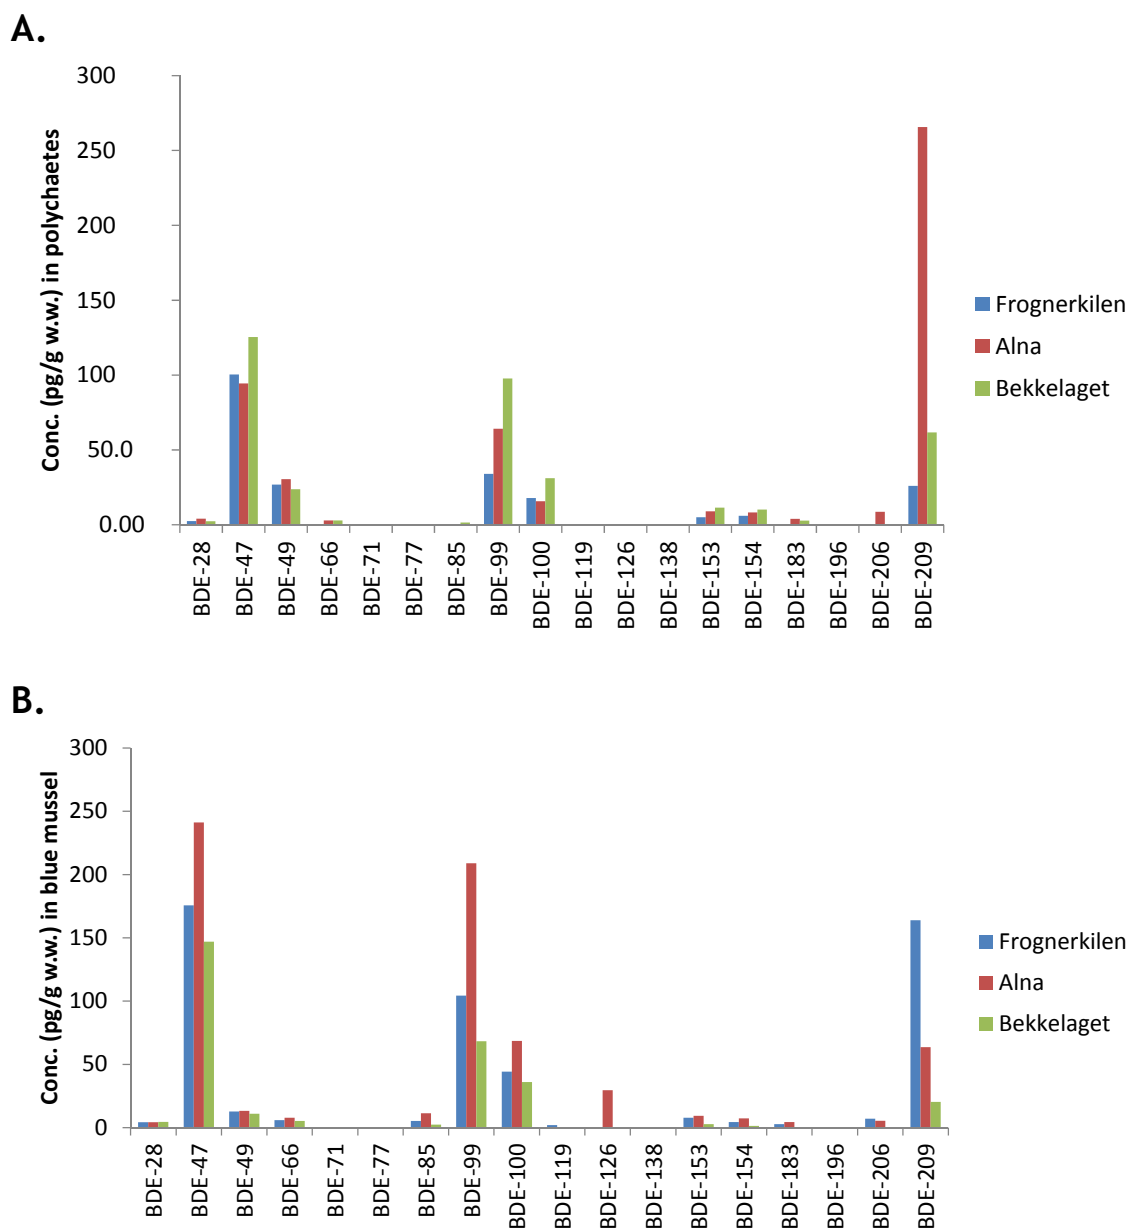 A.
Conc. (pg/g w.w.) in polychaetes
300
250
200
150
100
50.0
0.00
BDE-28
BDE-47
BDE-49
BDE-66
BDE-71
BDE-77
BDE-85
BDE-99
BDE-100
BDE-119
BDE-126
BDE-138
BDE-153
BDE-154
BDE-183
BDE-196
BDE-206
BDE-209
Frognerkilen
Alna
Bekkelaget
B.
Conc. (pg/g w.w.) in blue mussel
300
250
200
150
100
50
0
BDE-28
BDE-47
BDE-49
BDE-66
BDE-71
BDE-77
BDE-85
BDE-99
BDE-100
BDE-119
BDE-126
BDE-138
BDE-153
BDE-154
BDE-183
BDE-196
BDE-206
BDE-209
Frognerkilen
Alna
Bekkelaget